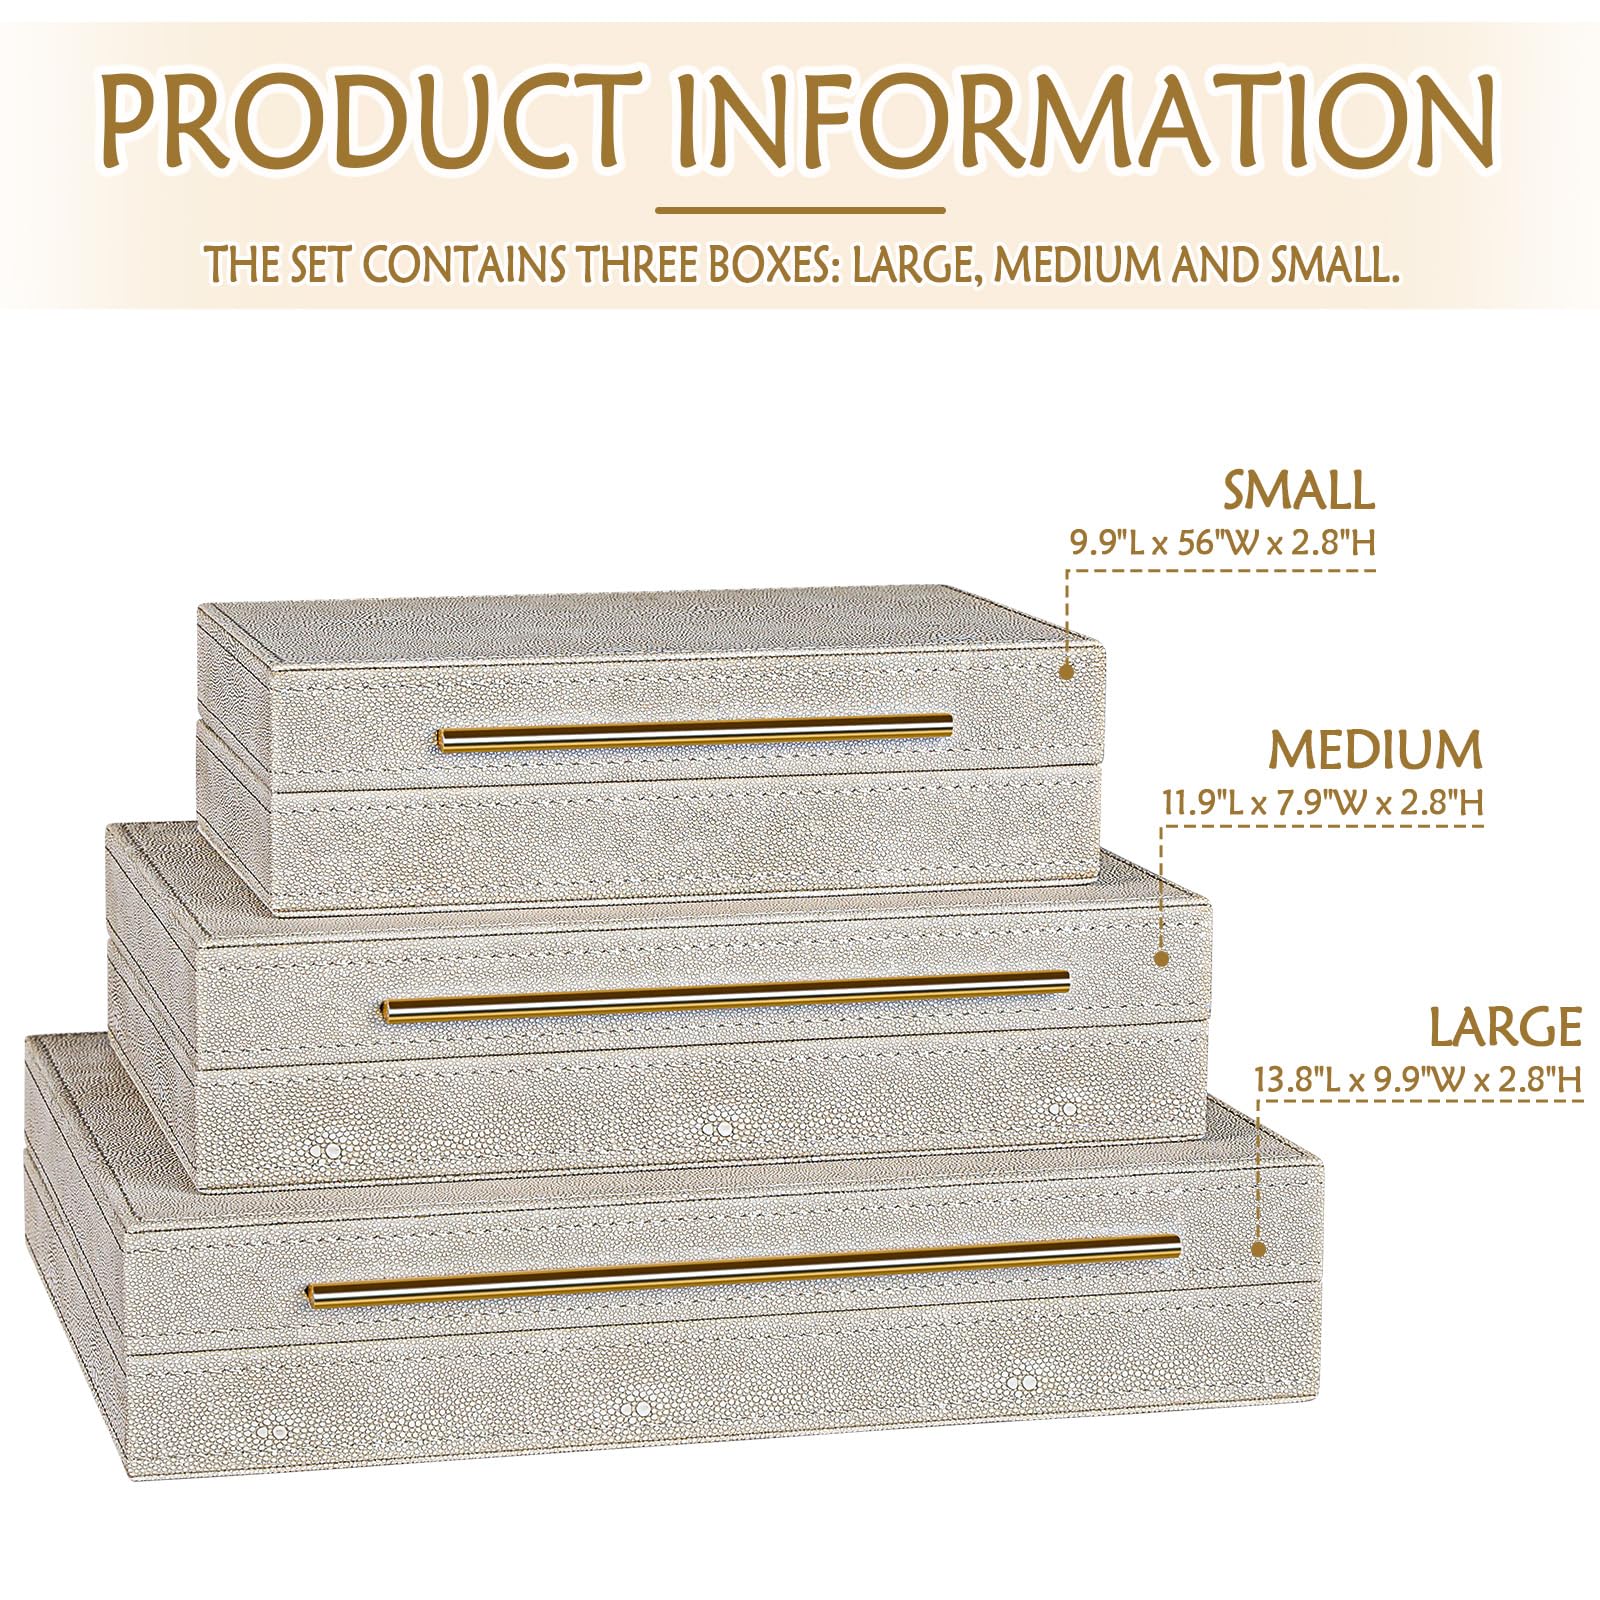 PRODUCT INFORMATION
THE SET CONTAINS THREE BOXES: LARGE, MEDIUM AND SMALL.
SMALL
9.9"L x 56"W x 2.8"H
MEDIUM
11.9"L x 7.9"W x 2.8"H
LARGE
13.8"L x 9.9"W x 2.8"H